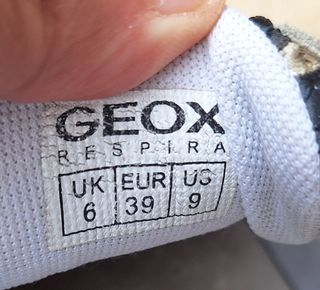 GEOX
RESPIRA
UK EUR US
6 39 9